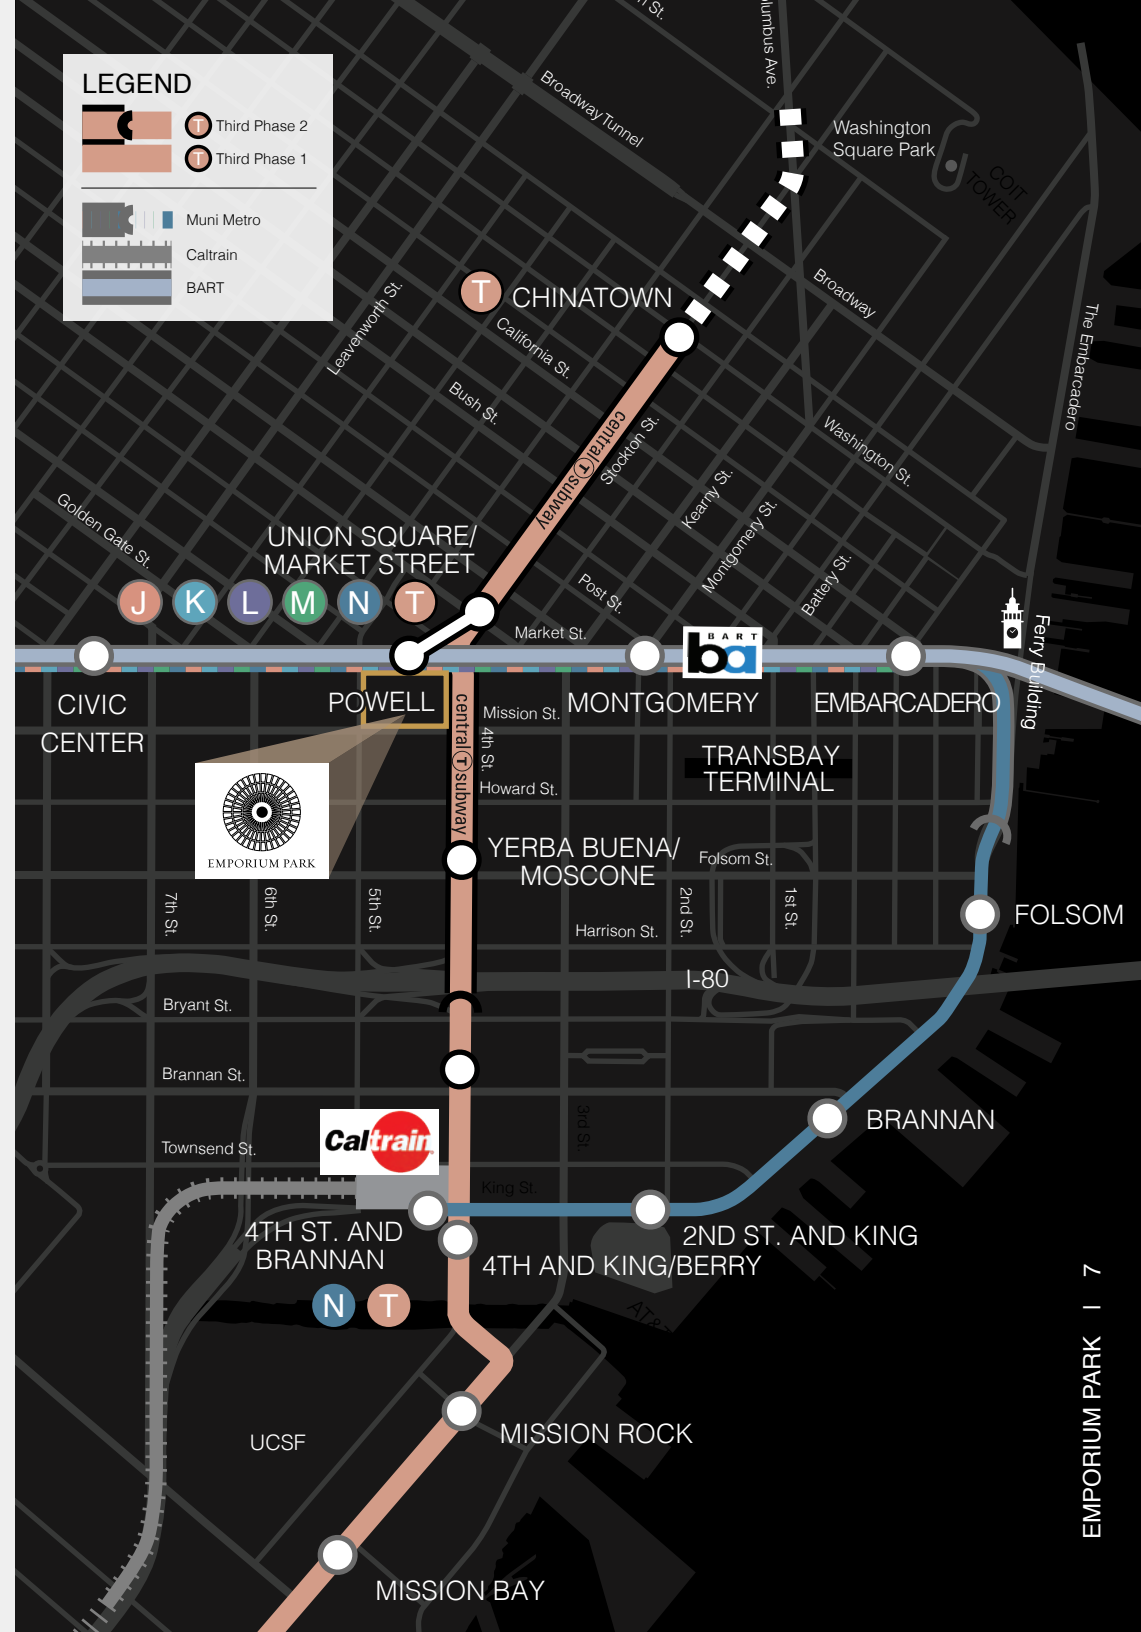 LEGEND
T Third Phase 2
T Third Phase 1
Muni Metro
Caltrain
BART
n St.
lumbus Ave.
Broadway Tunnel
Washington
Square Park
COIT
TOWER
Broadway
The Embarcadero
T CHINATOWN
Leavenworth St.
California St.
Bush St.
central T subway
Stockton St.
Washington St.
Kearny St.
Montgomery St.
Golden Gate St.
UNION SQUARE/
MARKET STREET
J K L M N T
Post St.
Battery St.
Market St.
BART
ba
Ferry Building
CIVIC
CENTER
POWELL
MONTGOMERY
EMBARCADERO
Mission St.
central T subway
4th St.
TRANSBAY
TERMINAL
Howard St.
EMPORIUM PARK
YERBA BUENA/
MOSCONE
Folsom St.
7th St.
6th St.
5th St.
2nd St.
1st St.
FOLSOM
Harrison St.
I-80
Bryant St.
Brannan St.
3rd St.
BRANNAN
Caltrain
Townsend St.
King St.
4TH ST. AND
BRANNAN
2ND ST. AND KING
4TH AND KING/BERRY
N T
AT&T
MISSION ROCK
UCSF
MISSION BAY
EMPORIUM PARK | 7